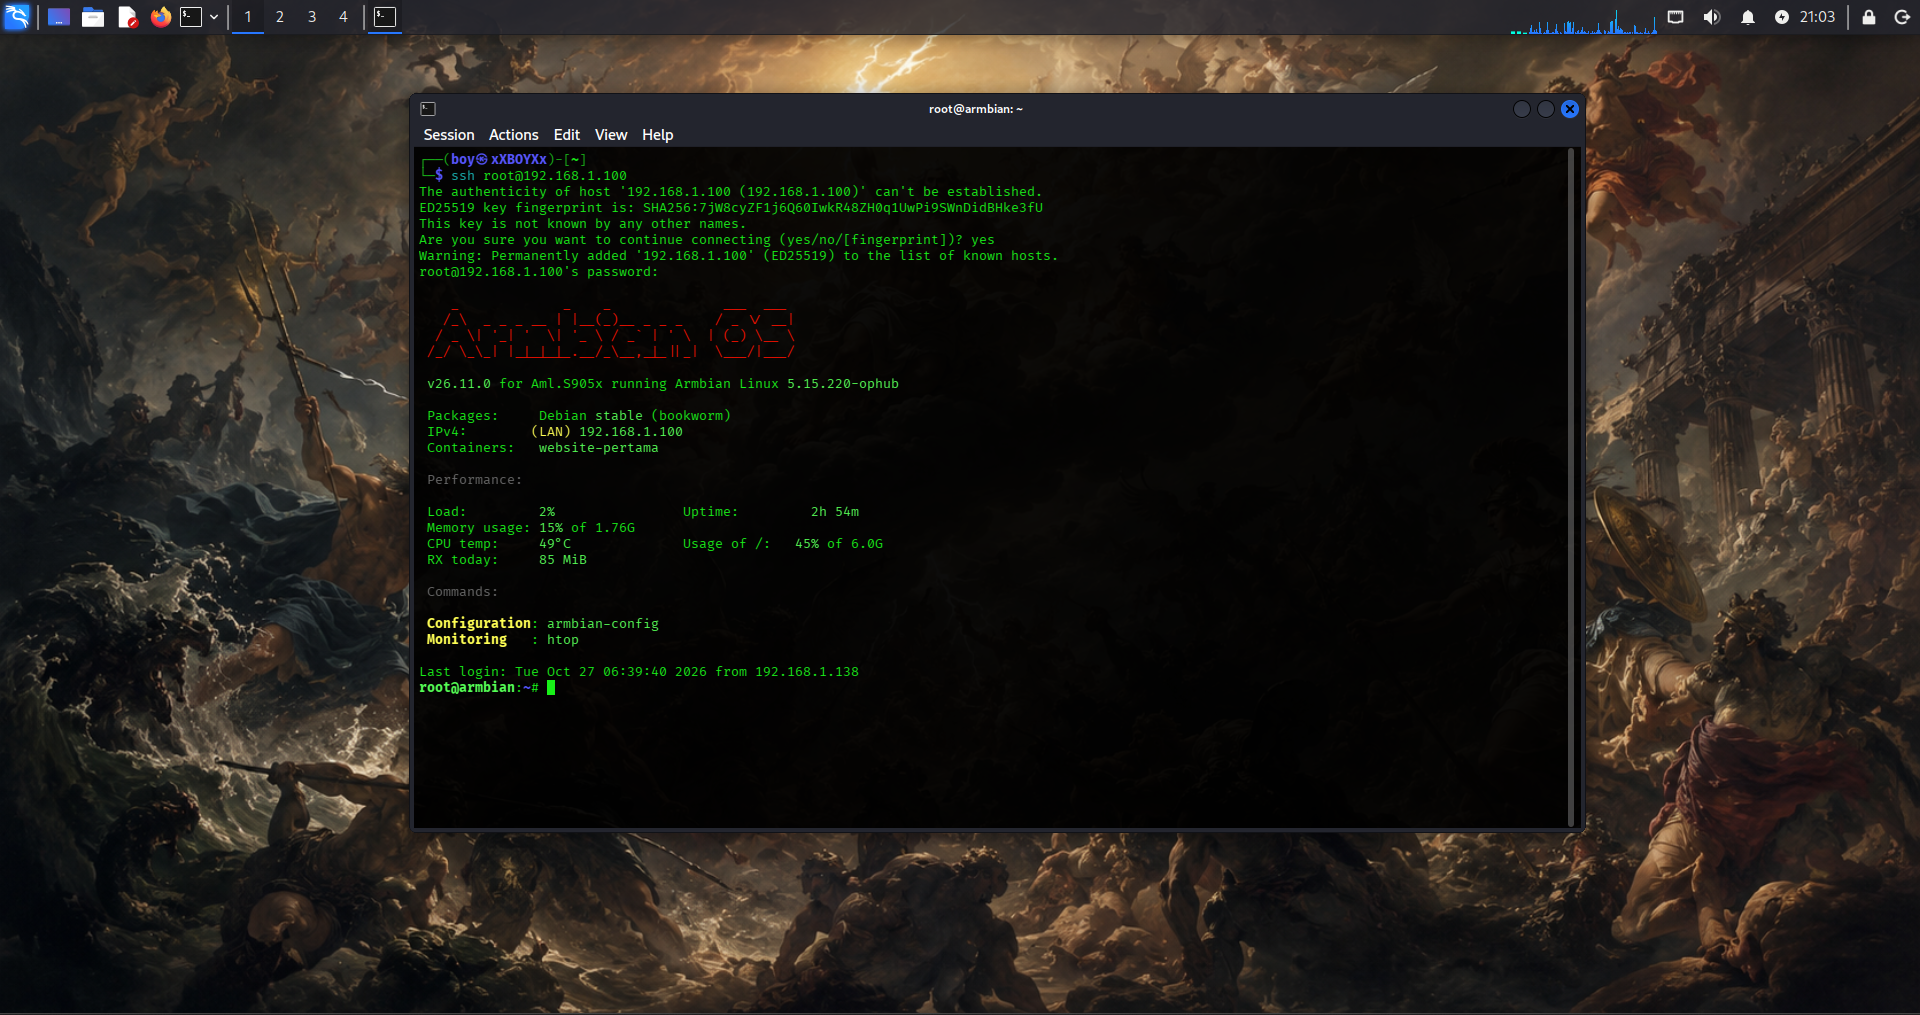 1 2 3 4
21:03
root@armbian: ~
Session Actions Edit View Help
┌──(boy㉿xXBOYXx)-[~]
└─$ ssh root@192.168.1.100
The authenticity of host '192.168.1.100 (192.168.1.100)' can't be established.
ED25519 key fingerprint is: SHA256:7jW8cyZF1j6Q60IwkR48ZH0q1UwPi9SWnDidBHke3fU
This key is not known by any other names.
Are you sure you want to continue connecting (yes/no/[fingerprint])? yes
Warning: Permanently added '192.168.1.100' (ED25519) to the list of known hosts.
root@192.168.1.100's password:
Armbian OS
v26.11.0 for Aml.S905x running Armbian Linux 5.15.220-ophub
Packages: Debian stable (bookworm)
IPv4: (LAN) 192.168.1.100
Containers: website-pertama
Performance:
Load: 2% Uptime: 2h 54m
Memory usage: 15% of 1.76G
CPU temp: 49°C Usage of /: 45% of 6.0G
RX today: 85 MiB
Commands:
Configuration: armbian-config
Monitoring : htop
Last login: Tue Oct 27 06:39:40 2026 from 192.168.1.138
root@armbian:~#